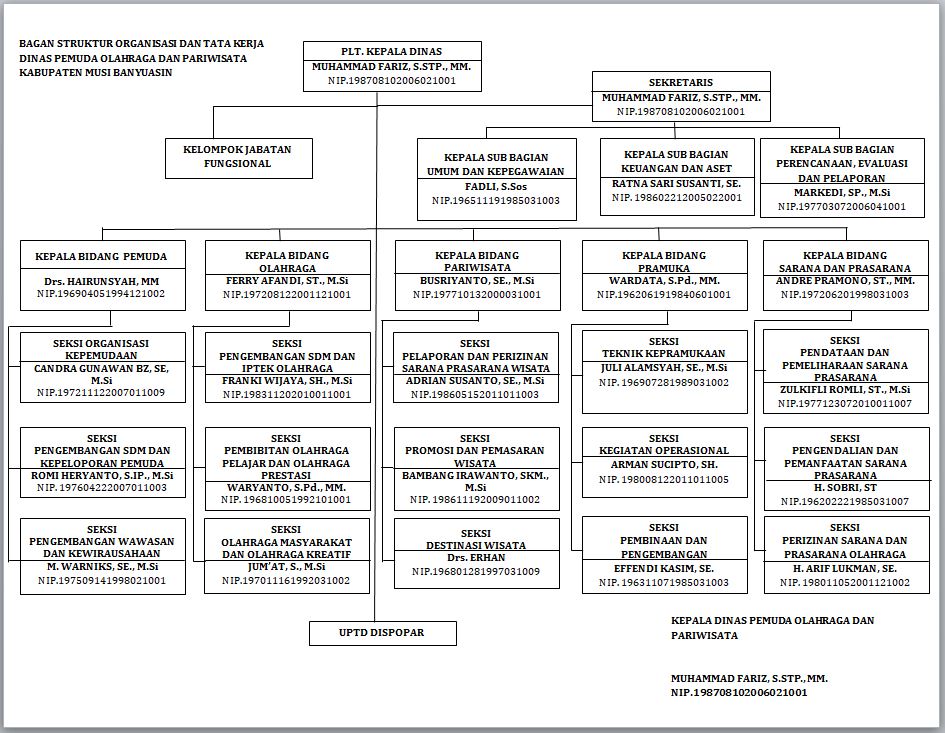 BAGAN STRUKTUR ORGANISASI DAN TATA KERJA
DINAS PEMUDA OLAHRAGA DAN PARIWISATA
KABUPATEN MUSI BANYUASIN
PLT. KEPALA DINAS
MUHAMMAD FARIZ, S.STP., MM.
NIP.198708102006021001
SEKRETARIS
MUHAMMAD FARIZ, S.STP., MM.
NIP.198708102006021001
KELOMPOK JABATAN
FUNGSIONAL
KEPALA SUB BAGIAN
UMUM DAN KEPEGAWAIAN
FADLI, S.Sos
NIP.196511191985031003
KEPALA SUB BAGIAN
KEUANGAN DAN ASET
RATNA SARI SUSANTI, SE.
NIP. 198602212005022001
KEPALA SUB BAGIAN
PERENCANAAN, EVALUASI
DAN PELAPORAN
MARKEDI, SP., M.Si
NIP.197703072006041001
KEPALA BIDANG PEMUDA
Drs. HAIRUNSYAH, MM
NIP.196904051994121002
KEPALA BIDANG
OLAHRAGA
FERRY AFANDI, ST., M.Si
NIP.197208122001121001
KEPALA BIDANG
PARIWISATA
BUSRIYANTO, SE., M.Si
NIP.197710132000031001
KEPALA BIDANG
PRAMUKA
WARDATA, S.Pd., MM.
NIP.1962061919840601001
KEPALA BIDANG
SARANA DAN PRASARANA
ANDRE PRAMONO, ST., MM.
NIP.197206201998031003
SEKSI ORGANISASI
KEPEMUDAAN
CANDRA GUNAWAN BZ, SE,
M.Si
NIP.197211122007011009
SEKSI
PENGEMBANGAN SDM DAN
IPTEK OLAHRAGA
FRANKI WIJAYA, SH., M.Si
NIP.198311202010011001
SEKSI
PELAPORAN DAN PERIZINAN
SARANA PRASARANA WISATA
ADRIAN SUSANTO, SE., M.Si
NIP.198605152011011003
SEKSI
TEKNIK KEPRAMUKAAN
JULI ALAMSYAH, SE., M.Si
NIP.196907281989031002
SEKSI
PENDATAAN DAN
PEMELIHARAAN SARANA
PRASARANA
ZULKIFLI ROMLI, ST., M.Si
NIP.1977123072010011007
SEKSI
PENGEMBANGAN SDM DAN
KEPELOPORAN PEMUDA
ROMI HERYANTO, S.IP., M.Si
NIP.197604222007011003
SEKSI
PEMBIBITAN OLAHRAGA
PELAJAR DAN OLAHRAGA
PRESTASI
WARYANTO, S.Pd., MM.
NIP.196810051992101001
SEKSI
PROMOSI DAN PEMASARAN
WISATA
BAMBANG IRAWANTO, SKM.,
M.Si
NIP.198611192009011002
SEKSI
KEGIATAN OPERASIONAL
ARMAN SUCIPTO, SH.
NIP.198008122011011005
SEKSI
PENGENDALIAN DAN
PEMANFAATAN SARANA
PRASARANA
H. SOBRI, ST
NIP.196202221985031007
SEKSI
PENGEMBANGAN WAWASAN
DAN KEWIRAUSAHAAN
M. WARNIKS, SE., M.Si
NIP.197509141998021001
SEKSI
OLAHRAGA MASYARAKAT
DAN OLAHRAGA KREATIF
JUM'AT, S., M.Si
NIP.197011161992031002
SEKSI
DESTINASI WISATA
Drs. ERHAN
NIP.196801281997031009
SEKSI
PEMBINAAN DAN
PENGEMBANGAN
EFFENDI KASIM, SE.
NIP.196311071985031003
SEKSI
PERIZINAN SARANA DAN
PRASARANA OLAHRAGA
H. ARIF LUKMAN, SE.
NIP. 198011052001121002
UPTD DISPOPAR
KEPALA DINAS PEMUDA OLAHRAGA DAN
PARIWISATA
MUHAMMAD FARIZ, S.STP., MM.
NIP.198708102006021001